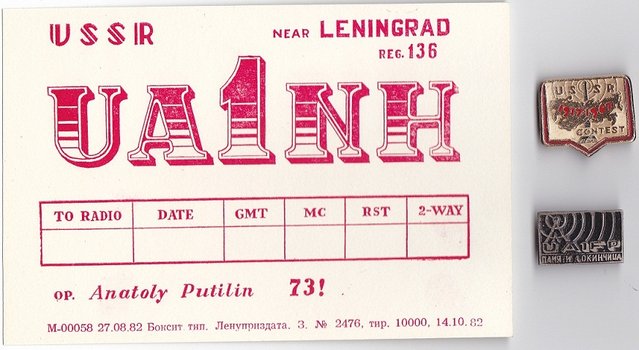 USSR
NEAR LENINGRAD
REG. 136
UA1NH
TO RADIO DATE GMT MC RST 2-WAY
OP. Anatoly Putilin 73!
М-00058 27.08.82 Боксит тип. Ленуприздата. З. № 2476, тир. 10000, 14.10.82
USSR
CONTEST
UA1FP